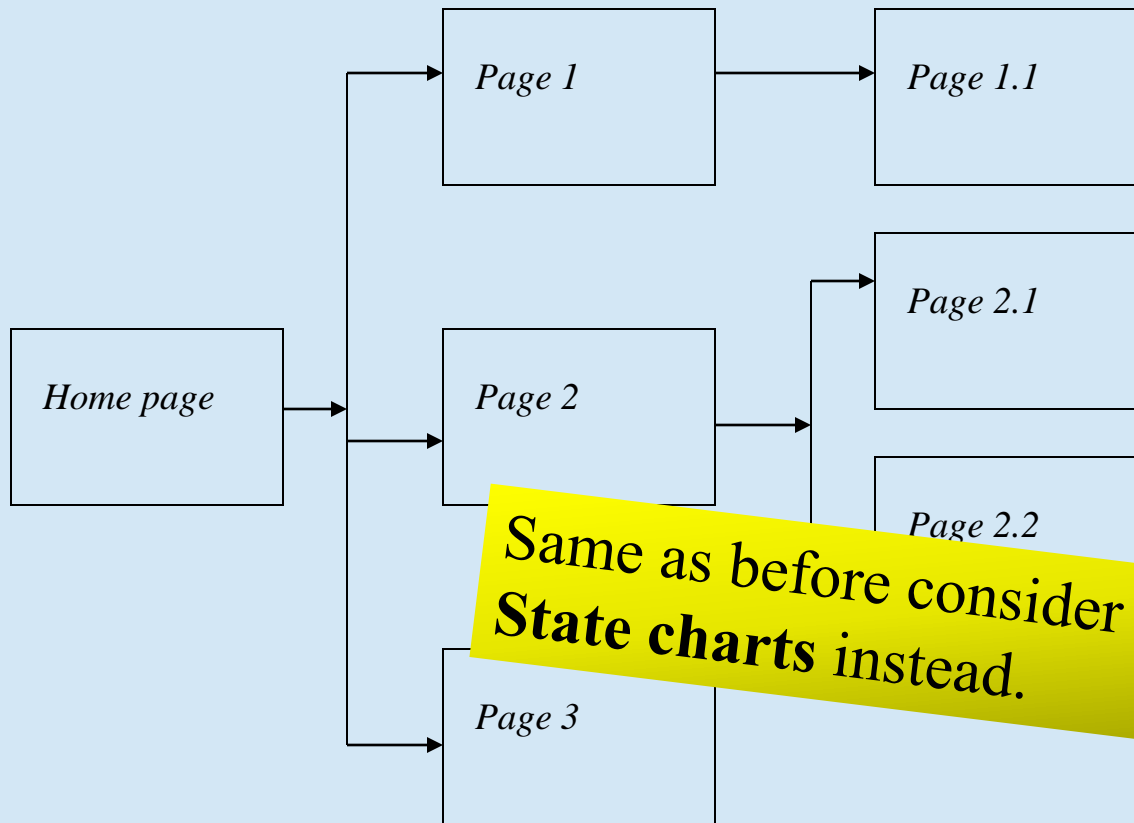 Page 1
Page 1.1
Page 2.1
Home page
Page 2
Page 2.2
Same as before consider
State charts instead.
Page 3